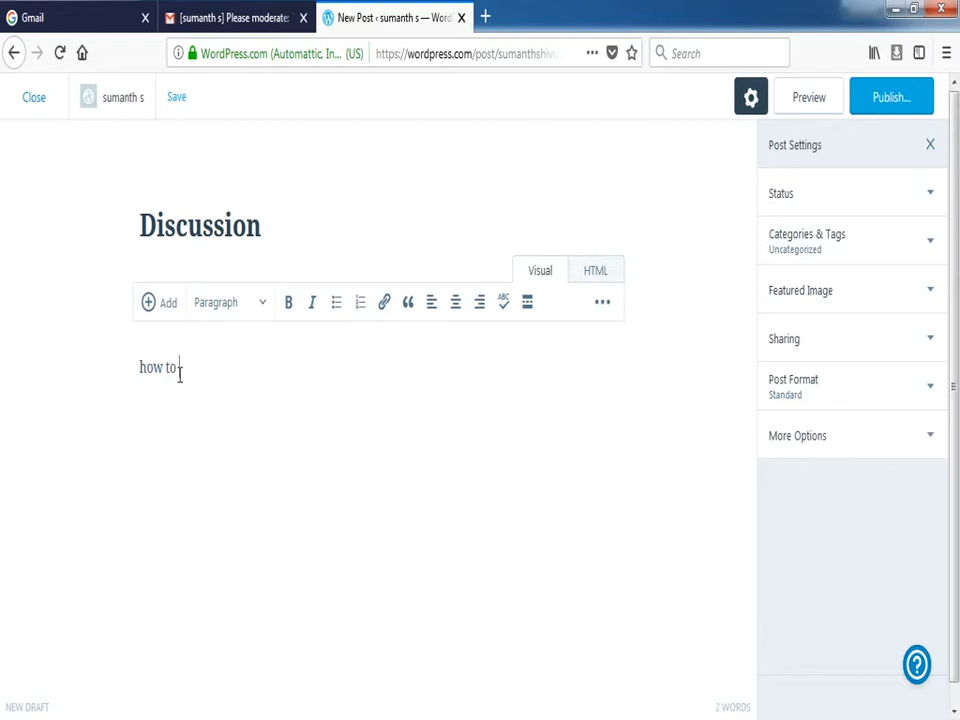 Gmail
[sumanth s] Please moderate:
New Post ‹ sumanth s — Word
WordPress.com (Automattic, In... (US)
https://wordpress.com/post/sumanthshiv
Search
Close
sumanth s
Save
Preview
Publish...
Post Settings
X
Status
Categories & Tags
Uncategorized
Featured Image
Sharing
Post Format
Standard
More Options
Discussion
Visual
HTML
Add
Paragraph
B
I
ABC
how to
NEW DRAFT
2 WORDS